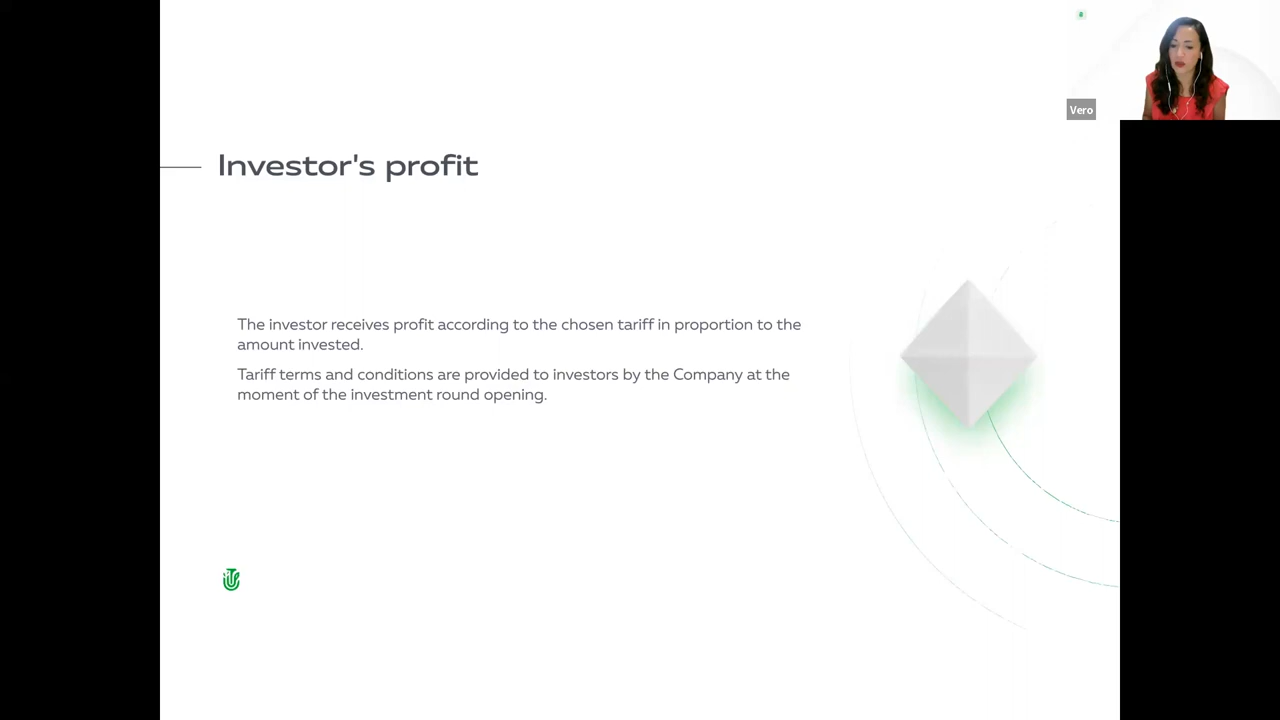 Vero
Investor's profit
The investor receives profit according to the chosen tariff in proportion to the
amount invested.
Tariff terms and conditions are provided to investors by the Company at the
moment of the investment round opening.